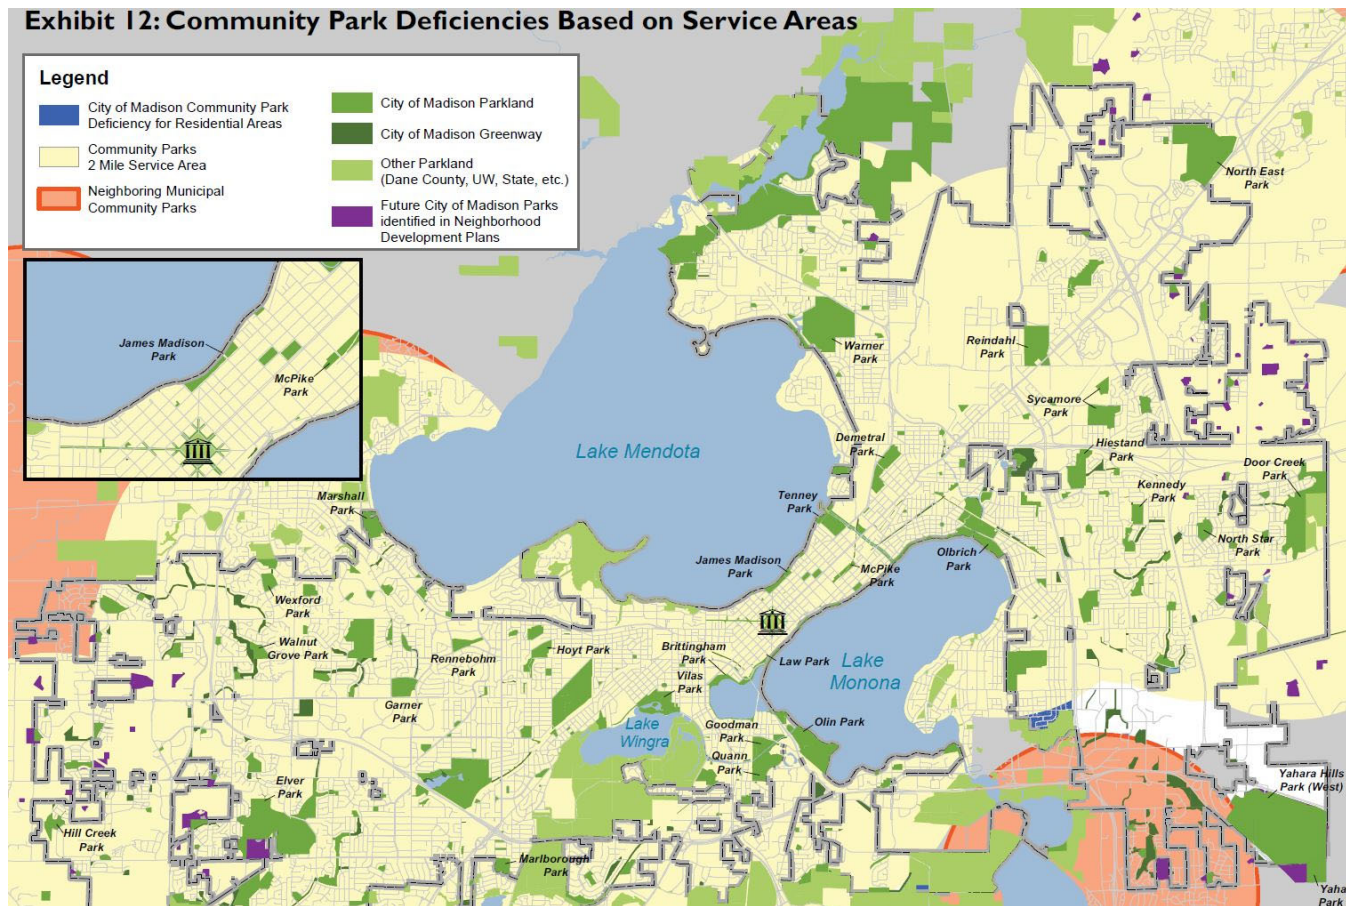 Exhibit 12: Community Park Deficiencies Based on Service Areas
Legend
City of Madison Community Park
Deficiency for Residential Areas
Community Parks
2 Mile Service Area
Neighboring Municipal
Community Parks
City of Madison Parkland
City of Madison Greenway
Other Parkland
(Dane County, UW, State, etc.)
Future City of Madison Parks
identified in Neighborhood
Development Plans
James Madison
Park
McPike
Park
North East
Park
Warner
Park
Reindahl
Park
Sycamore
Park
Lake Mendota
Demetral
Park
Hiestand
Park
Door Creek
Park
Marshall
Park
Tenney
Park
Kennedy
Park
North Star
Park
James Madison
Park
McPike
Park
Olbrich
Park
Wexford
Park
Walnut
Grove Park
Rennebohm
Park
Hoyt Park
Brittingham
Park
Law Park
Vilas
Park
Lake
Monona
Garner
Park
Lake
Wingra
Goodman
Park
Olin Park
Quann
Park
Elver
Park
Yahara Hills
Park (West)
Hill Creek
Park
Marlborough
Park
Yaha
Park